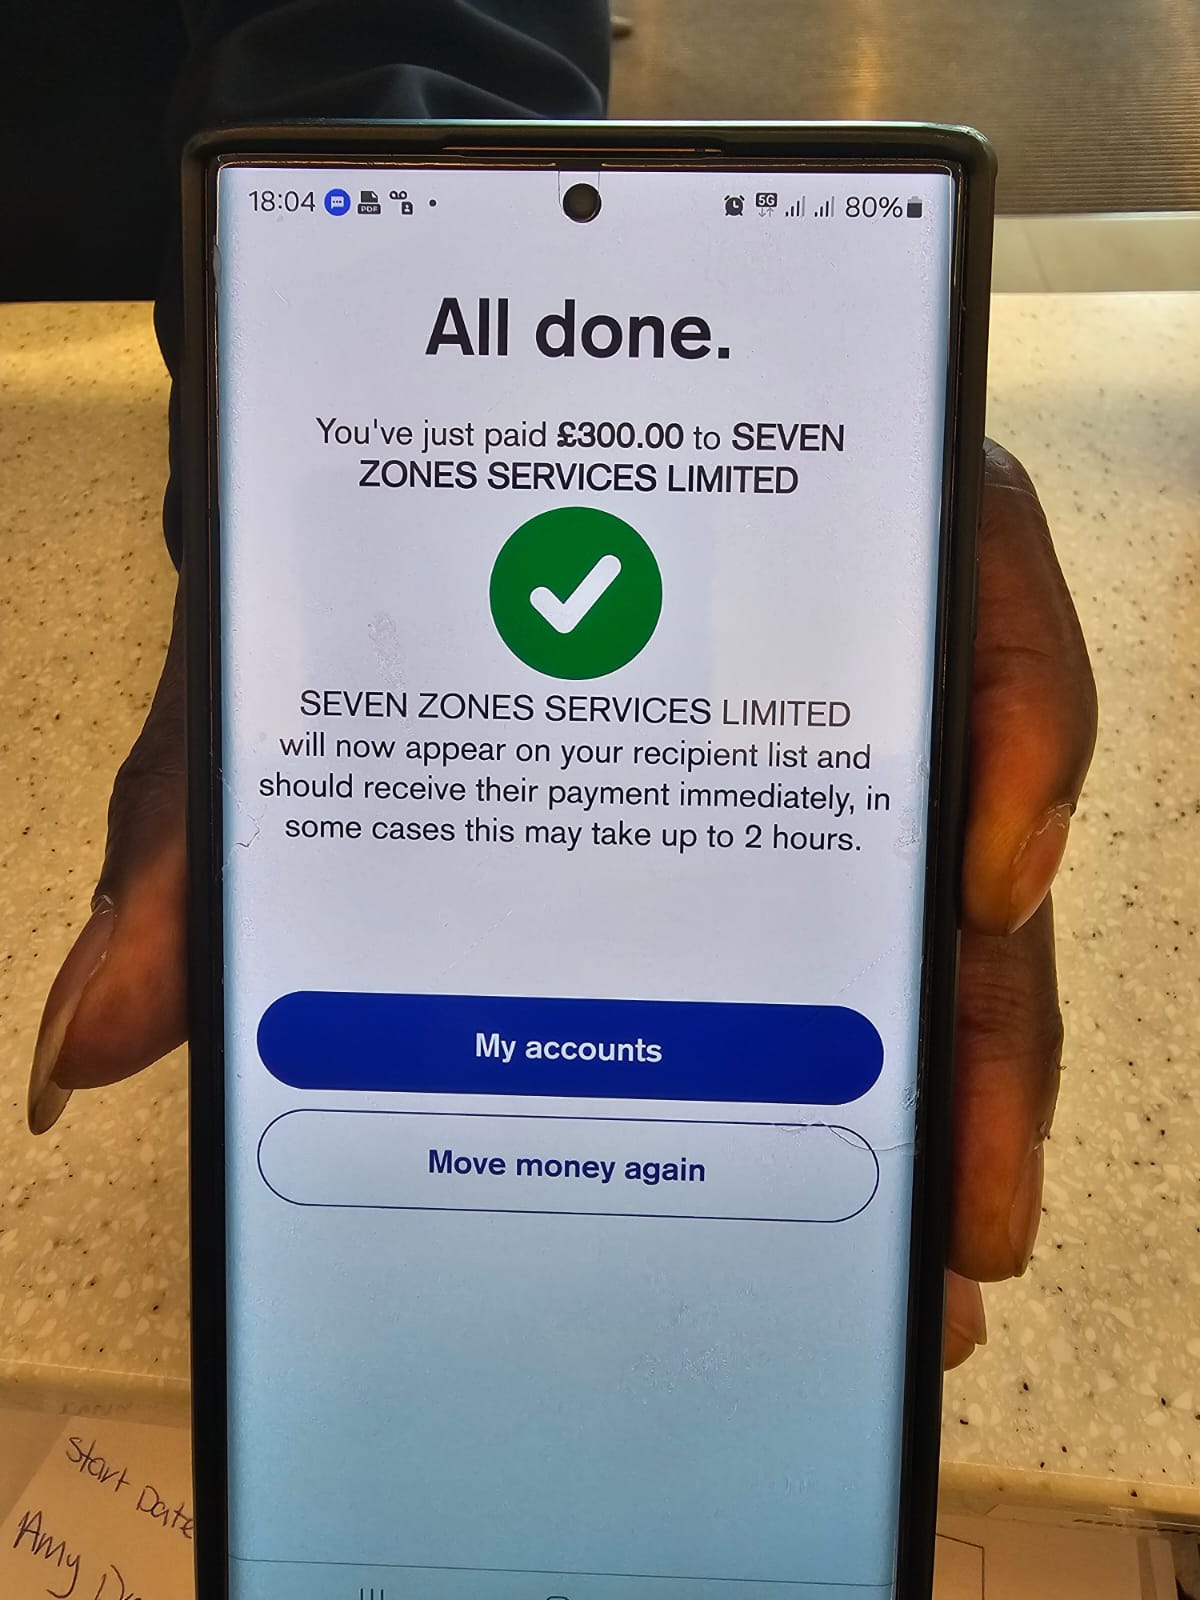 18:04 PDF 5G 80%
All done.
You've just paid £300.00 to SEVEN
ZONES SERVICES LIMITED
SEVEN ZONES SERVICES LIMITED
will now appear on your recipient list and
should receive their payment immediately, in
some cases this may take up to 2 hours.
My accounts
Move money again
Start Date
Amy